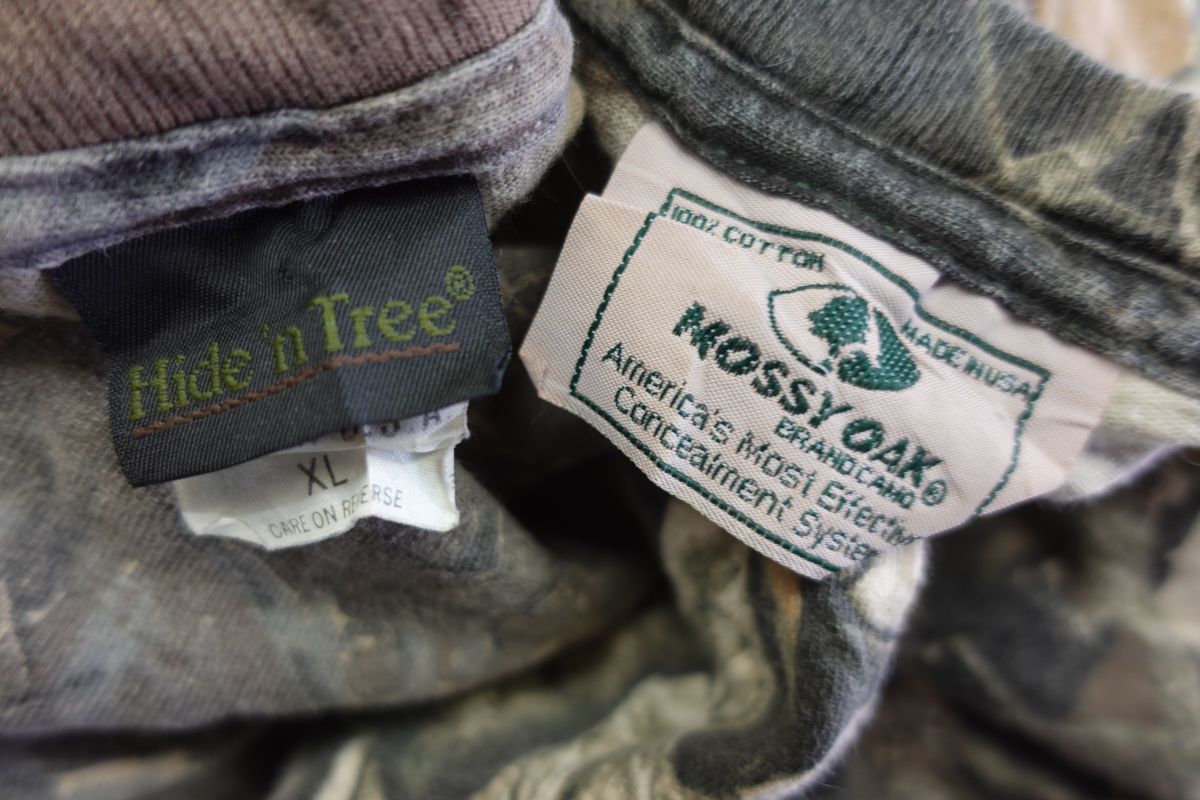 Hide 'n Tree®
XL
CARE ON REVERSE
100% COTTON
MADE IN USA
MOSSY OAK®
BRAND CAMO
America's Most Effective
Concealment System